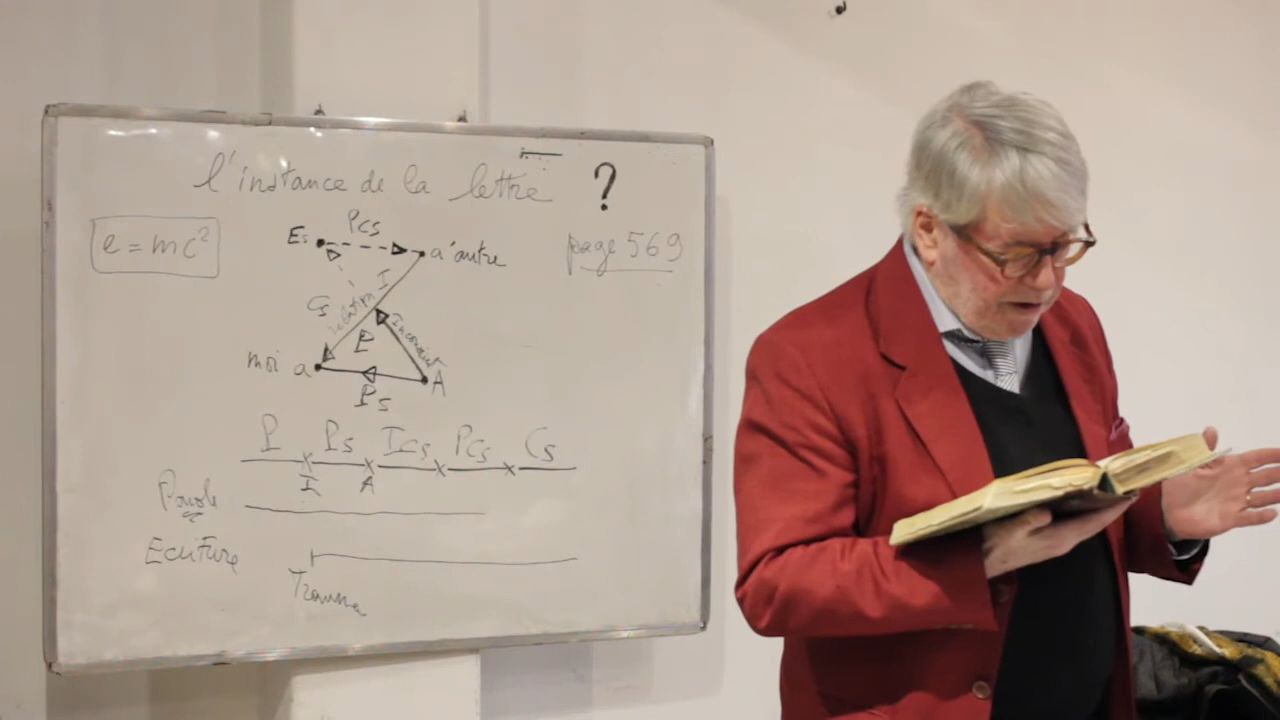 l'instance de la lettre ?
e = mc²
page 569
Es
Pcs
a' autre
I
Cs
relation
P
Inconscient
moi a
A
Ps
P Ps Ics Pcs Cs
I A
Parole
Ecriture
Trauma